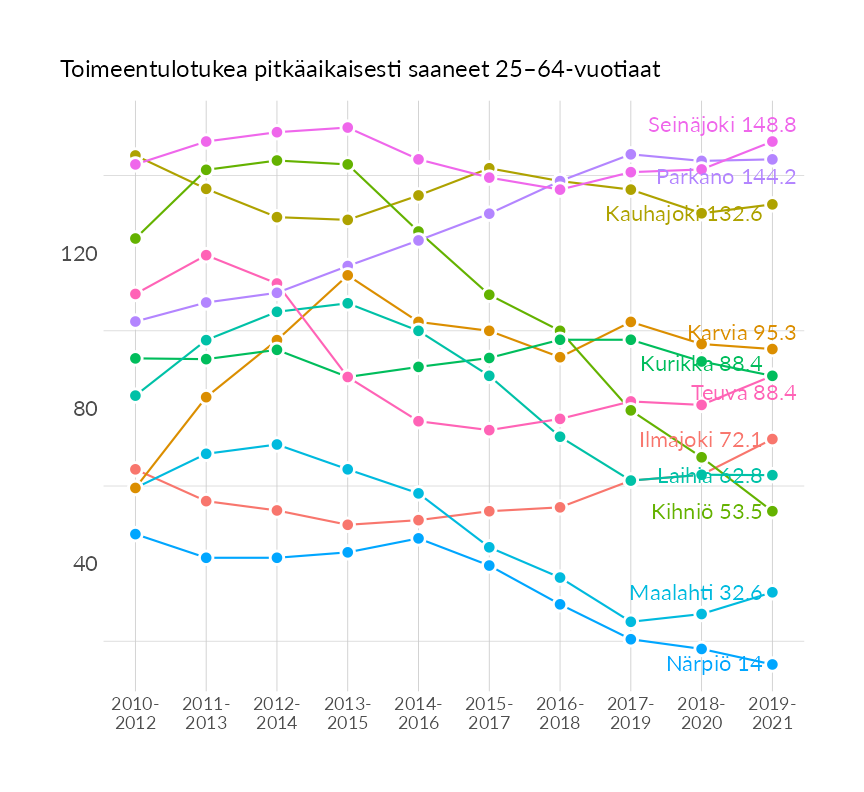 Toimeentulotukea pitkäaikaisesti saaneet 25–64-vuotiaat
Seinäjoki 148.8
Parkano 144.2
Kauhajoki 132.6
120
Karvia 95.3
Kurikka 88.4
Teuva 88.4
80
Ilmajoki 72.1
Laihia 62.8
Kihniö 53.5
40
Maalahti 32.6
Närpiö 14
2010- 2011- 2012- 2013- 2014- 2015- 2016- 2017- 2018- 2019-
2012 2013 2014 2015 2016 2017 2018 2019 2020 2021